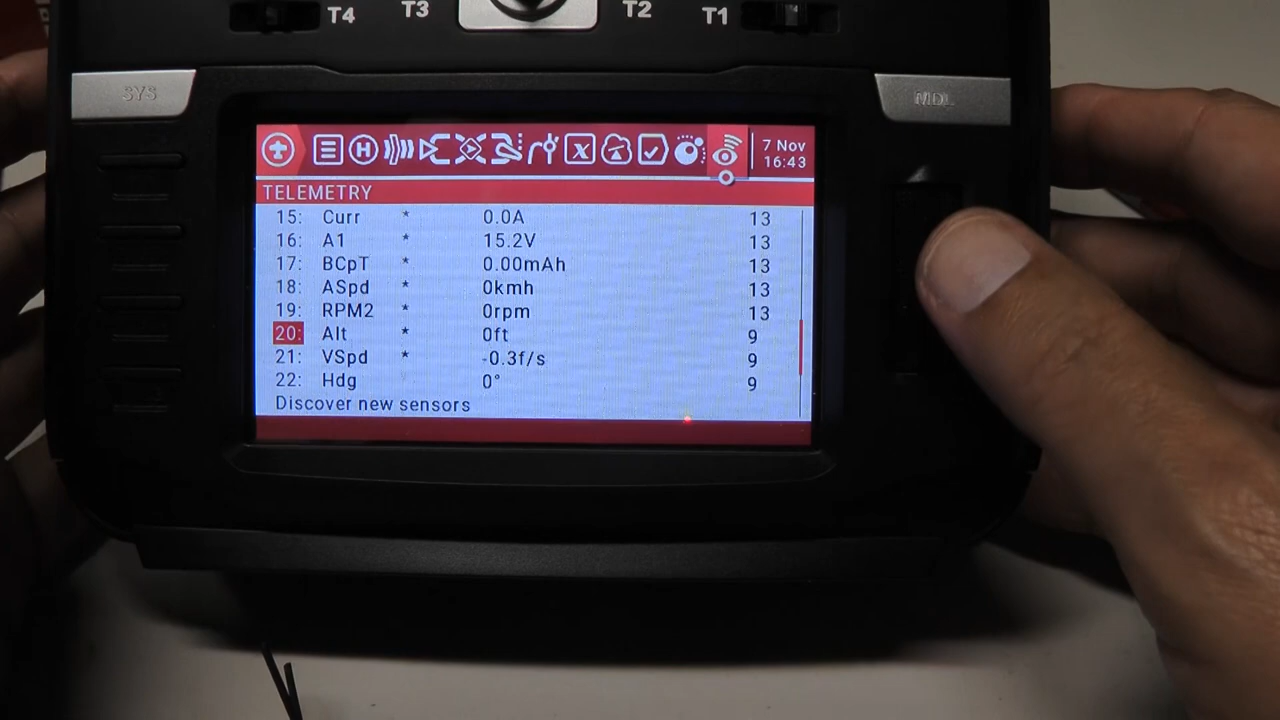 T4 T3 T2 T1
SYS MDL
7 Nov
16:43
TELEMETRY
15: Curr * 0.0A 13
16: A1 * 15.2V 13
17: BCpT * 0.00mAh 13
18: ASpd * 0kmh 13
19: RPM2 * 0rpm 13
20: Alt * 0ft 9
21: VSpd * -0.3f/s 9
22: Hdg 0° 9
Discover new sensors